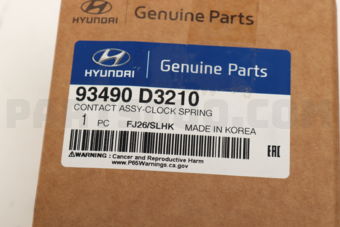 HYUNDAI
Genuine Parts
HYUNDAI
Genuine Parts
93490 D3210
CONTACT ASSY-CLOCK SPRING
1 PC FJ26/SLHK MADE IN KOREA
WARNING : Cancer and Reproductive Harm
www.P65Warnings.ca.gov
EAC